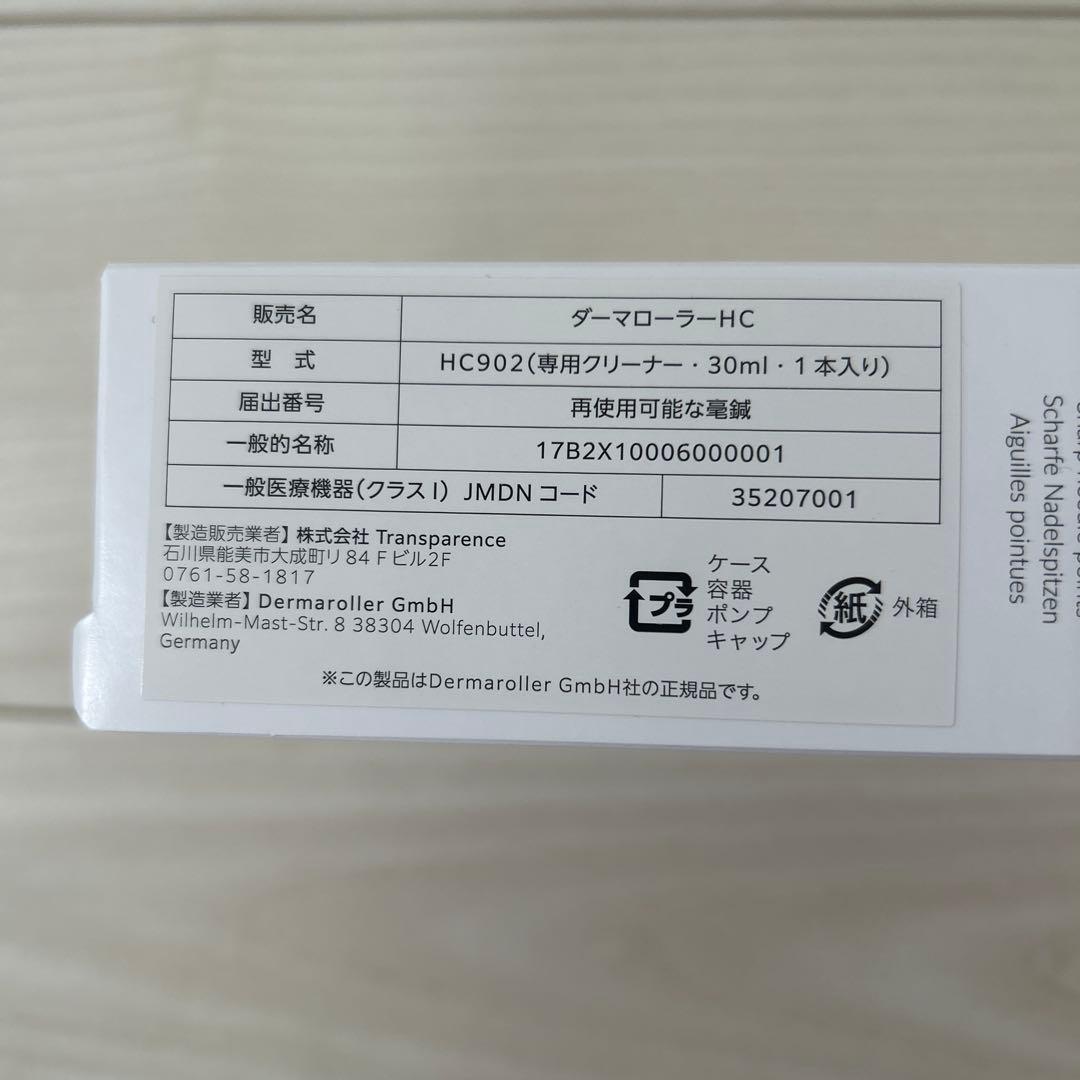 販売名 ダーマローラーHC
型 式 HC902(専用クリーナー・30ml・1本入り)
届出番号 再使用可能な毫鍼
一般的名称 17B2X10006000001
一般医療機器(クラスI) JMDNコード 35207001
【製造販売業者】株式会社 Transparence
石川県能美市大成町リ84 Fビル2F
0761-58-1817
【製造業者】Dermaroller GmbH
Wilhelm-Mast-Str. 8 38304 Wolfenbuttel,
Germany
プラ
ケース
容器
ポンプ
キャップ
紙 外箱
※この製品はDermaroller GmbH社の正規品です。
Scharfe Nadelspitzen
Aiguilles pointues